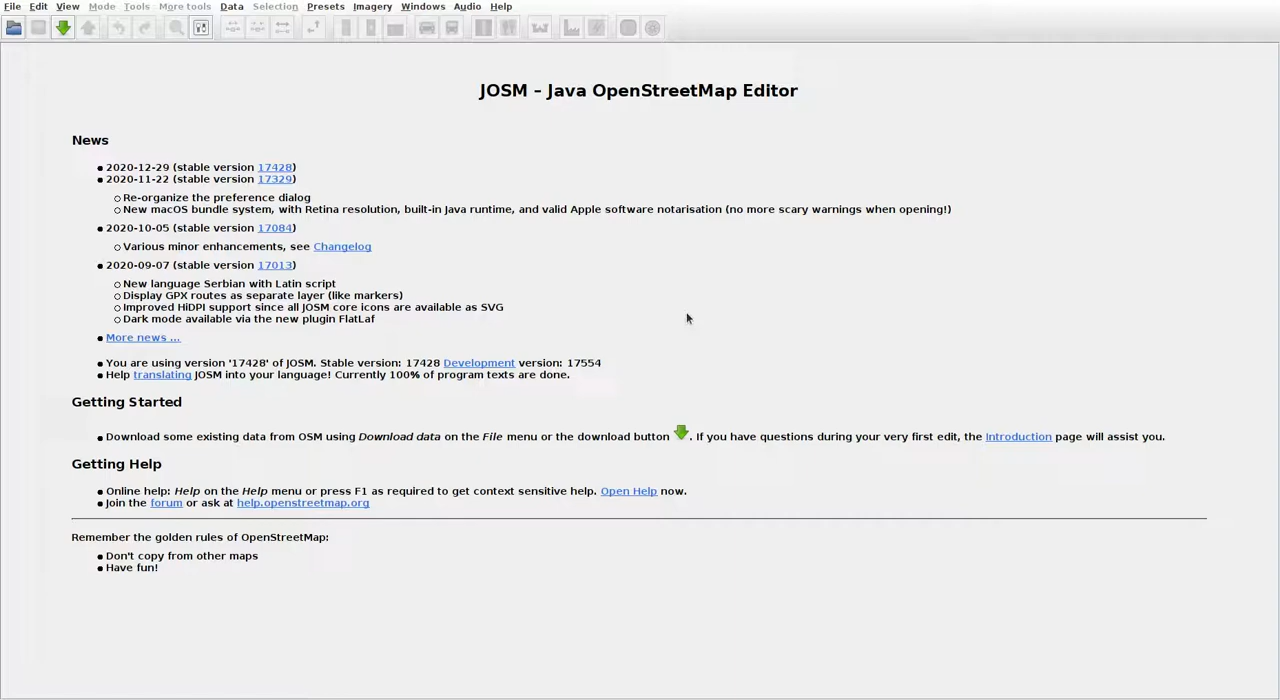 File Edit View Mode Tools More tools Data Selection Presets Imagery Windows Audio Help
JOSM – Java OpenStreetMap Editor
News
2020-12-29 (stable version 17428)
2020-11-22 (stable version 17329)
Re-organize the preference dialog
New macOS bundle system, with Retina resolution, built-in Java runtime, and valid Apple software notarisation (no more scary warnings when opening!)
2020-10-05 (stable version 17084)
Various minor enhancements, see Changelog
2020-09-07 (stable version 17013)
New language Serbian with Latin script
Display GPX routes as separate layer (like markers)
Improved HiDPI support since all JOSM core icons are available as SVG
Dark mode available via the new plugin FlatLaf
More news ...
You are using version '17428' of JOSM. Stable version: 17428 Development version: 17554
Help translating JOSM into your language! Currently 100% of program texts are done.
Getting Started
Download some existing data from OSM using Download data on the File menu or the download button . If you have questions during your very first edit, the Introduction page will assist you.
Getting Help
Online help: Help on the Help menu or press F1 as required to get context sensitive help. Open Help now.
Join the forum or ask at help.openstreetmap.org
Remember the golden rules of OpenStreetMap:
Don't copy from other maps
Have fun!